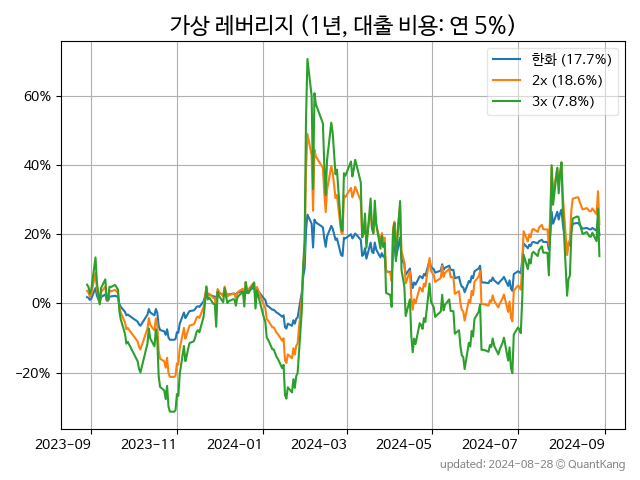 가상 레버리지 (1년, 대출 비용: 연 5%)
한화 (17.7%)
2x (18.6%)
3x (7.8%)
60%
40%
20%
0%
−20%
2023-09 2023-11 2024-01 2024-03 2024-05 2024-07 2024-09
updated: 2024-08-28 © QuantKang